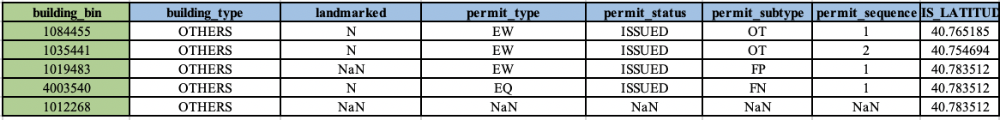 building_bin building_type landmarked permit_type permit_status permit_subtype permit_sequence IS_LATITUD
1084455 OTHERS N EW ISSUED OT 1 40.765185
1035441 OTHERS N EW ISSUED OT 2 40.754694
1019483 OTHERS NaN EW ISSUED FP 1 40.783512
4003540 OTHERS N EQ ISSUED FN 1 40.783512
1012268 OTHERS NaN NaN NaN NaN NaN 40.783512